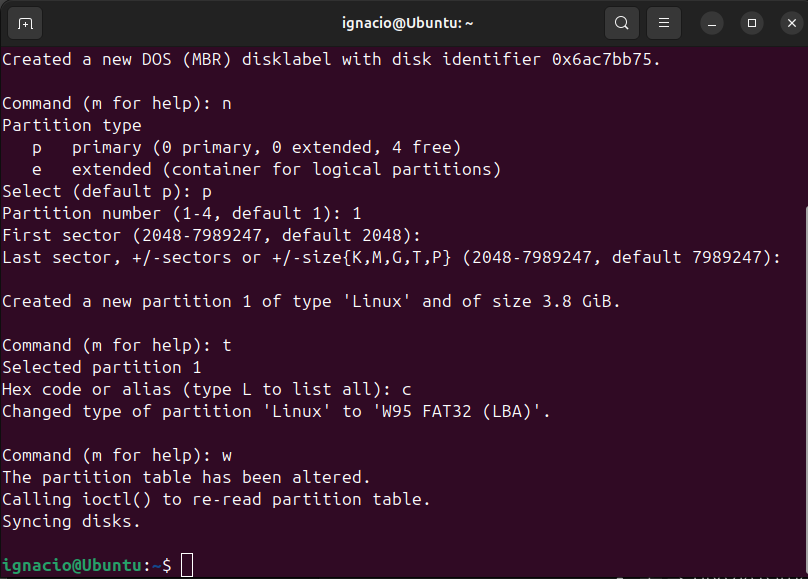 ignacio@Ubuntu: ~
Created a new DOS (MBR) disklabel with disk identifier 0x6ac7bb75.
Command (m for help): n
Partition type
   p   primary (0 primary, 0 extended, 4 free)
   e   extended (container for logical partitions)
Select (default p): p
Partition number (1-4, default 1): 1
First sector (2048-7989247, default 2048):
Last sector, +/-sectors or +/-size{K,M,G,T,P} (2048-7989247, default 7989247):
Created a new partition 1 of type 'Linux' and of size 3.8 GiB.
Command (m for help): t
Selected partition 1
Hex code or alias (type L to list all): c
Changed type of partition 'Linux' to 'W95 FAT32 (LBA)'.
Command (m for help): w
The partition table has been altered.
Calling ioctl() to re-read partition table.
Syncing disks.
ignacio@Ubuntu:~$